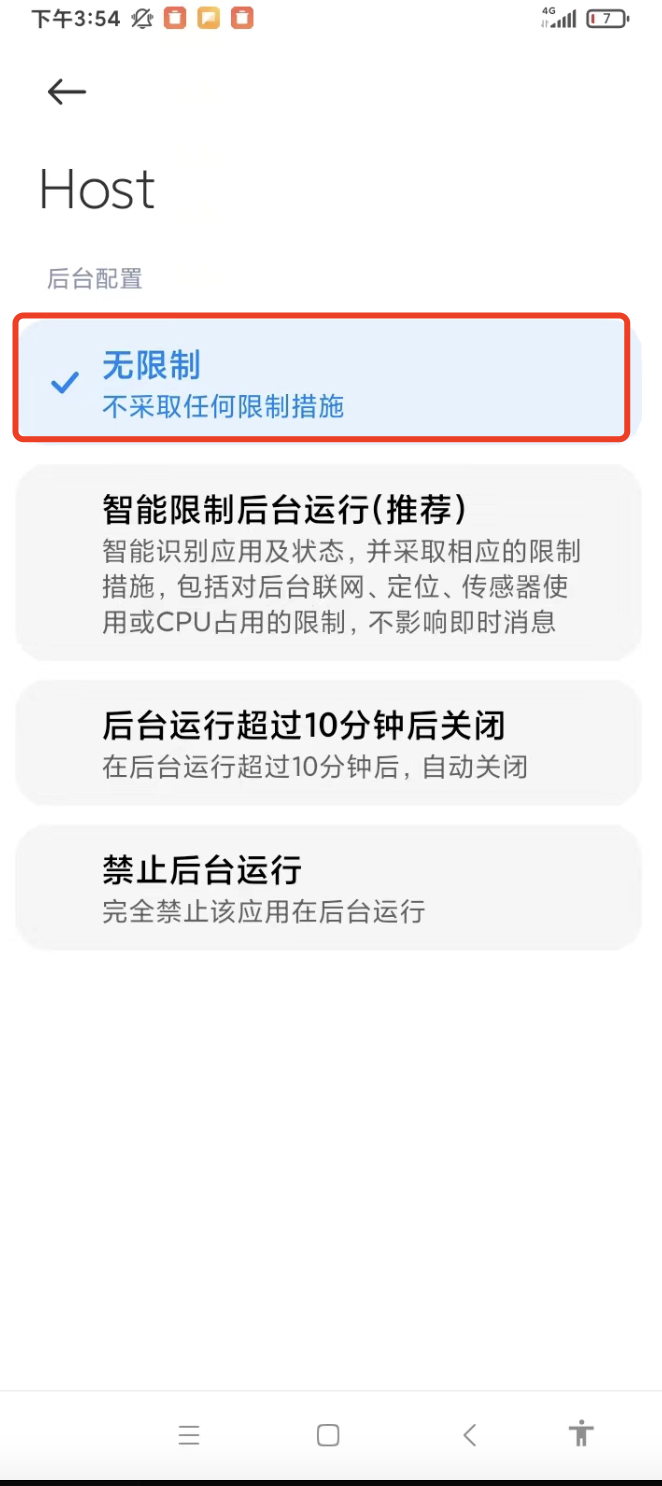 下午3:54
4G
7
Host
后台配置
无限制
不采取任何限制措施
智能限制后台运行(推荐)
智能识别应用及状态, 并采取相应的限制
措施, 包括对后台联网、定位、传感器使
用或CPU占用的限制, 不影响即时消息
后台运行超过10分钟后关闭
在后台运行超过10分钟后, 自动关闭
禁止后台运行
完全禁止该应用在后台运行